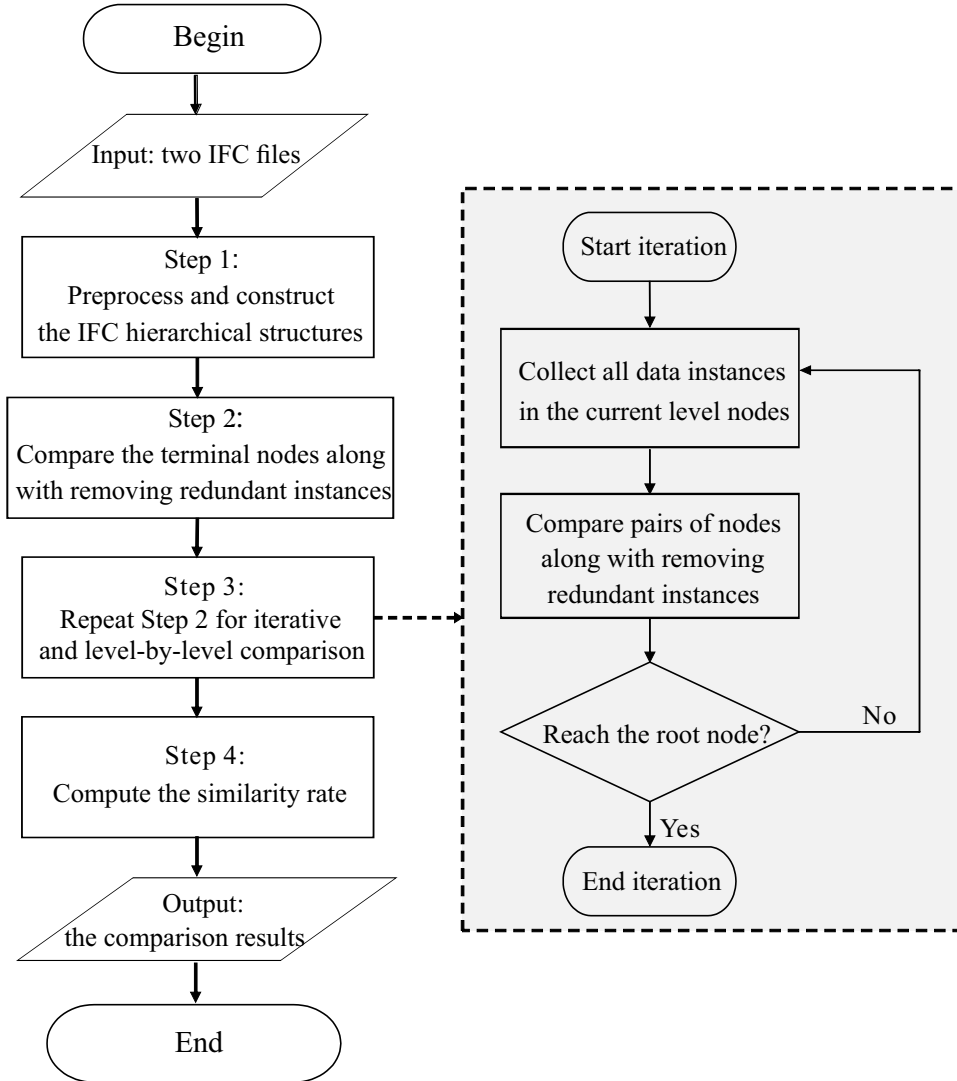 Begin
Input: two IFC files
Step 1:
Preprocess and construct
the IFC hierarchical structures
Step 2:
Compare the terminal nodes along
with removing redundant instances
Step 3:
Repeat Step 2 for iterative
and level-by-level comparison
Step 4:
Compute the similarity rate
Output:
the comparison results
End
Start iteration
Collect all data instances
in the current level nodes
Compare pairs of nodes
along with removing
redundant instances
Reach the root node?
No
Yes
End iteration